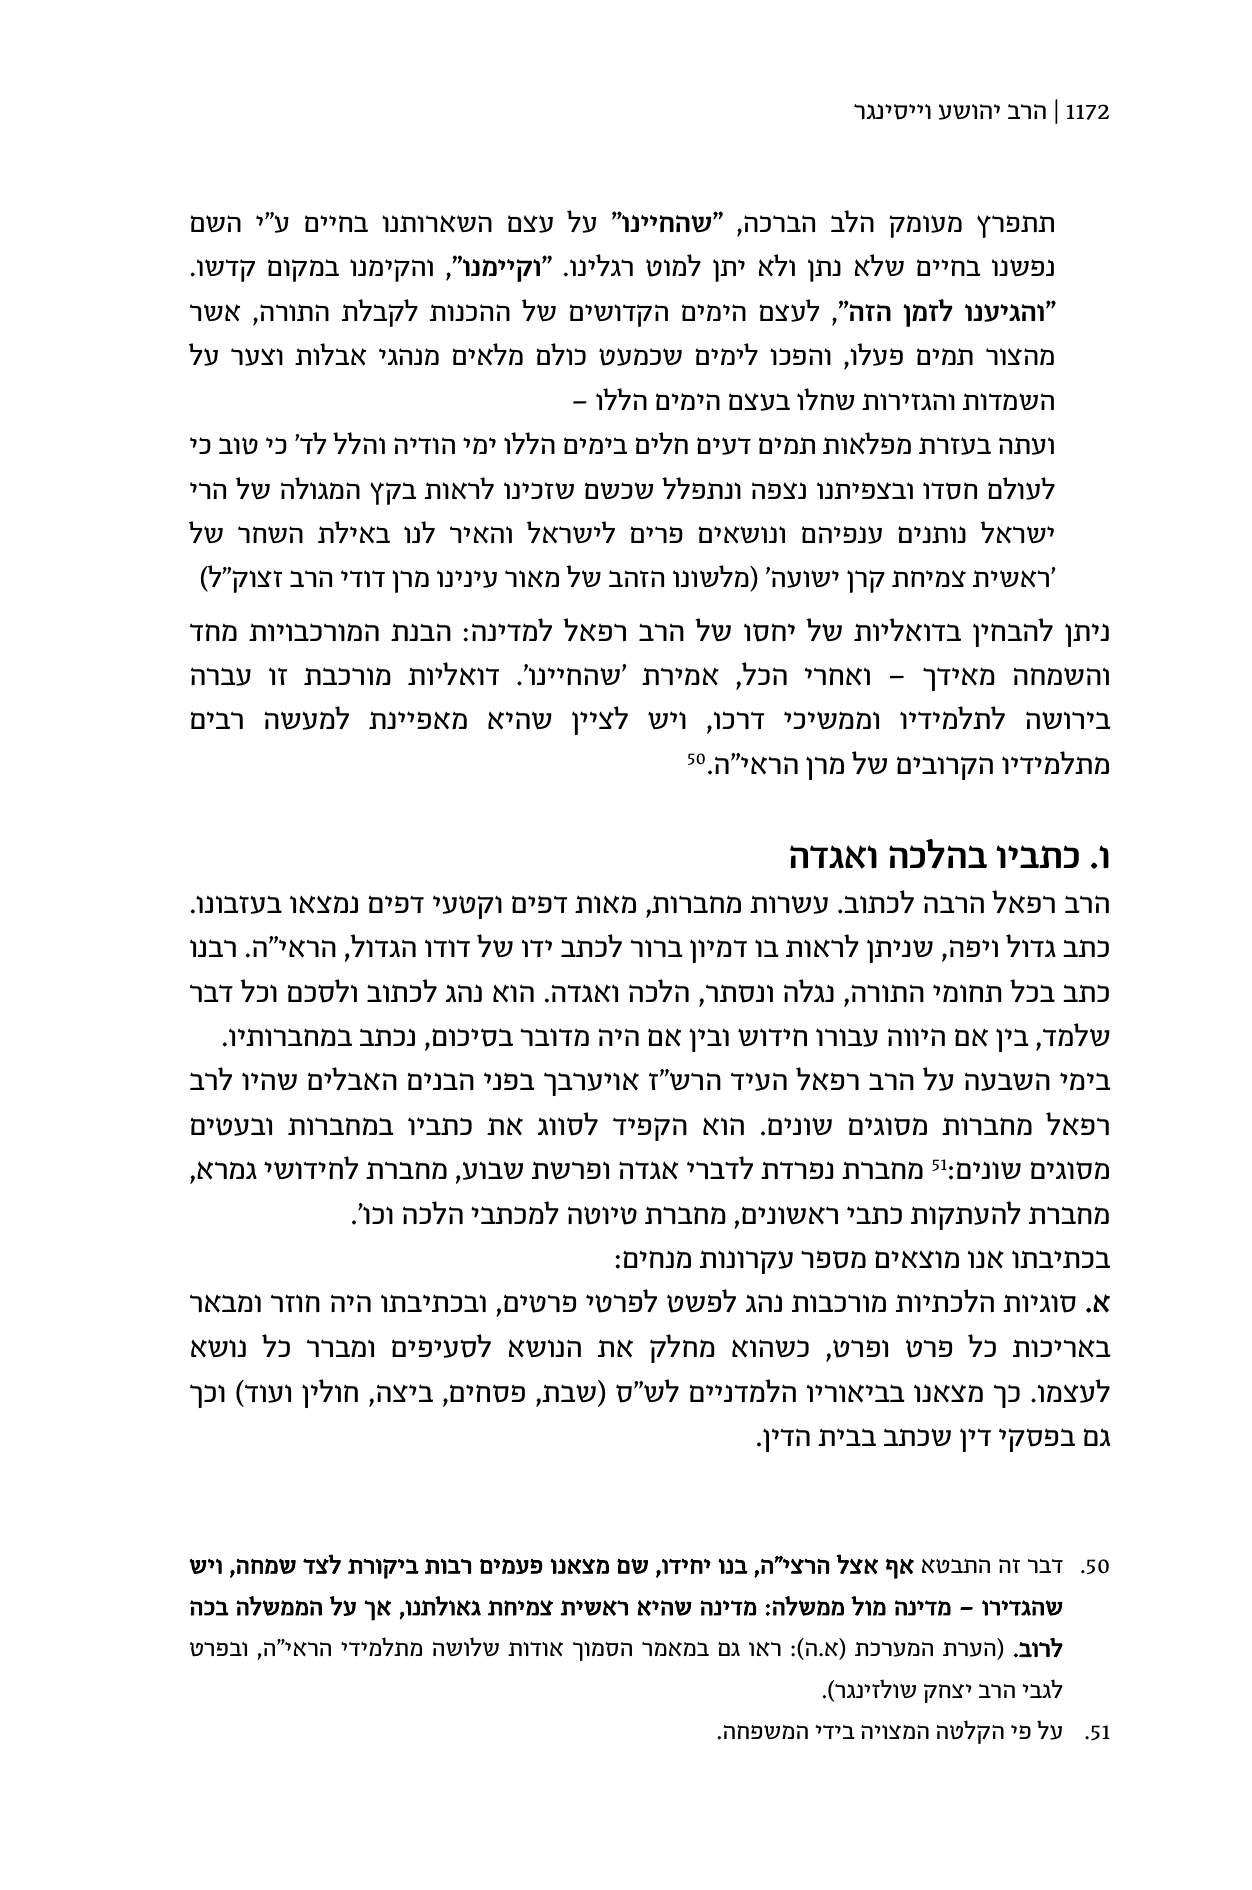 1172 | הרב יהושע וייסינגר
תתפרץ מעומק הלב הברכה, "שהחיינו" על עצם השארותנו בחיים ע"י השם
נפשנו בחיים שלא נתן ולא יתן למוט רגלינו. "וקיימנו", והקימנו במקום קדשו.
"והגיענו לזמן הזה", לעצם הימים הקדושים של ההכנות לקבלת התורה, אשר
מהצור תמים פעלו, והפכו לימים שכמעט כולם מלאים מנהגי אבלות וצער על
השמדות והגזירות שחלו בעצם הימים הללו –
ועתה בעזרת מפלאות תמים דעים חלים בימים הללו ימי הודיה והלל לד' כי טוב כי
לעולם חסדו ובצפיתנו נצפה ונתפלל שכשם שזכינו לראות בקץ המגולה של הרי
ישראל נותנים ענפיהם ונושאים פרים לישראל והאיר לנו באילת השחר של
'ראשית צמיחת קרן ישועה' (מלשונו הזהב של מאור עינינו מרן דודי הרב זצוק"ל)
ניתן להבחין בדואליות של יחסו של הרב רפאל למדינה: הבנת המורכבויות מחד
והשמחה מאידך – ואחרי הכל, אמירת 'שהחיינו'. דואליות מורכבת זו עברה
בירושה לתלמידיו וממשיכי דרכו, ויש לציין שהיא מאפיינת למעשה רבים
מתלמידיו הקרובים של מרן הראי"ה.50
ו. כתביו בהלכה ואגדה
הרב רפאל הרבה לכתוב. עשרות מחברות, מאות דפים וקטעי דפים נמצאו בעזבונו.
כתב גדול ויפה, שניתן לראות בו דמיון ברור לכתב ידו של דודו הגדול, הראי"ה. רבנו
כתב בכל תחומי התורה, נגלה ונסתר, הלכה ואגדה. הוא נהג לכתוב ולסכם וכל דבר
שלמד, בין אם היווה עבורו חידוש ובין אם היה מדובר בסיכום, נכתב במחברותיו.
בימי השבעה על הרב רפאל העיד הרש"ז אויערבך בפני הבנים האבלים שהיו לרב
רפאל מחברות מסוגים שונים. הוא הקפיד לסווג את כתביו במחברות ובעטים
מסוגים שונים:51 מחברת נפרדת לדברי אגדה ופרשת שבוע, מחברת לחידושי גמרא,
מחברת להעתקות כתבי ראשונים, מחברת טיוטה למכתבי הלכה וכו'.
בכתיבתו אנו מוצאים מספר עקרונות מנחים:
א. סוגיות הלכתיות מורכבות נהג לפשט לפרטי פרטים, ובכתיבתו היה חוזר ומבאר
באריכות כל פרט ופרט, כשהוא מחלק את הנושא לסעיפים ומברר כל נושא
לעצמו. כך מצאנו בביאוריו הלמדניים לש"ס (שבת, פסחים, ביצה, חולין ועוד) וכך
גם בפסקי דין שכתב בבית הדין.
50. דבר זה התבטא אף אצל הרצי"ה, בנו יחידו, שם מצאנו פעמים רבות ביקורת לצד שמחה, ויש
שהגדירו – מדינה מול ממשלה: מדינה שהיא ראשית צמיחת גאולתנו, אך על הממשלה בכה
לרוב. (הערת המערכת (א.ה): ראו גם במאמר הסמוך אודות שלושה מתלמידי הראי"ה, ובפרט
לגבי הרב יצחק שולזינגר).
51. על פי הקלטה המצויה בידי המשפחה.